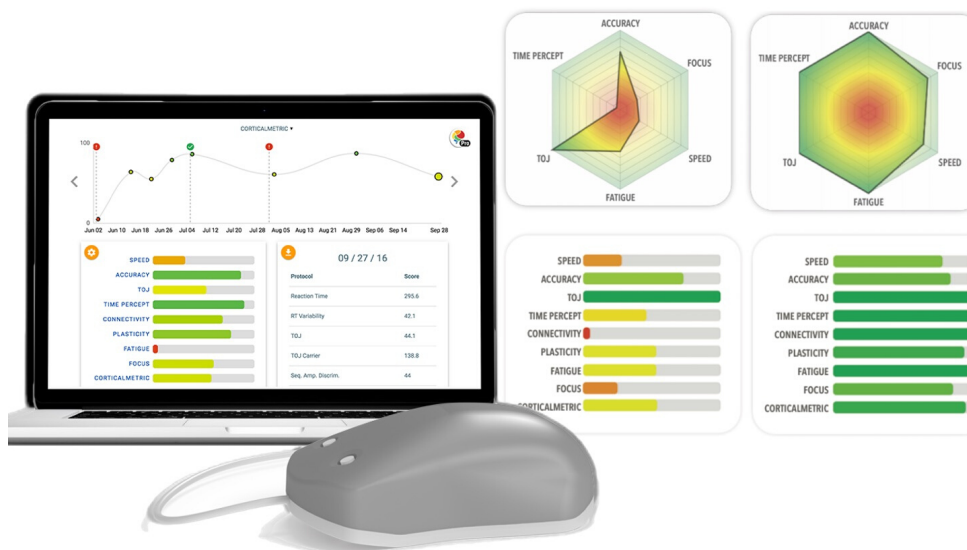 CORTICALMETRIC
Pro
100
0
Jun 02 Jun 10 Jun 18 Jun 26 Jul 04 Jul 12 Jul 20 Jul 28 Aug 05 Aug 13 Aug 21 Aug 29 Sep 06 Sep 14 Sep 28
SPEED
ACCURACY
TOJ
TIME PERCEPT
CONNECTIVITY
PLASTICITY
FATIGUE
FOCUS
CORTICALMETRIC
09 / 27 / 16
Protocol Score
Reaction Time 295.6
RT Variability 42.1
TOJ 44.1
TOJ Carrier 138.8
Seq. Amp. Discrim. 44
ACCURACY
TIME PERCEPT
FOCUS
TOJ
SPEED
FATIGUE
ACCURACY
TIME PERCEPT
FOCUS
TOJ
SPEED
FATIGUE
SPEED
ACCURACY
TOJ
TIME PERCEPT
CONNECTIVITY
PLASTICITY
FATIGUE
FOCUS
CORTICALMETRIC
SPEED
ACCURACY
TOJ
TIME PERCEPT
CONNECTIVITY
PLASTICITY
FATIGUE
FOCUS
CORTICALMETRIC